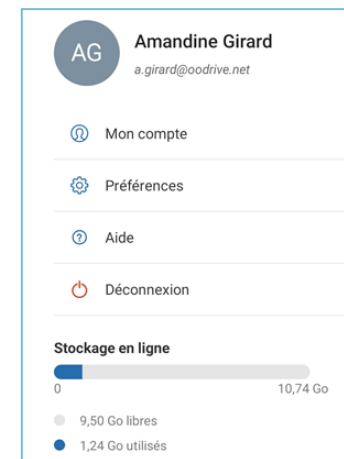 AG
Amandine Girard
a.girard@oodrive.net
Mon compte
Préférences
Aide
Déconnexion
Stockage en ligne
0 10,74 Go
9,50 Go libres
1,24 Go utilisés